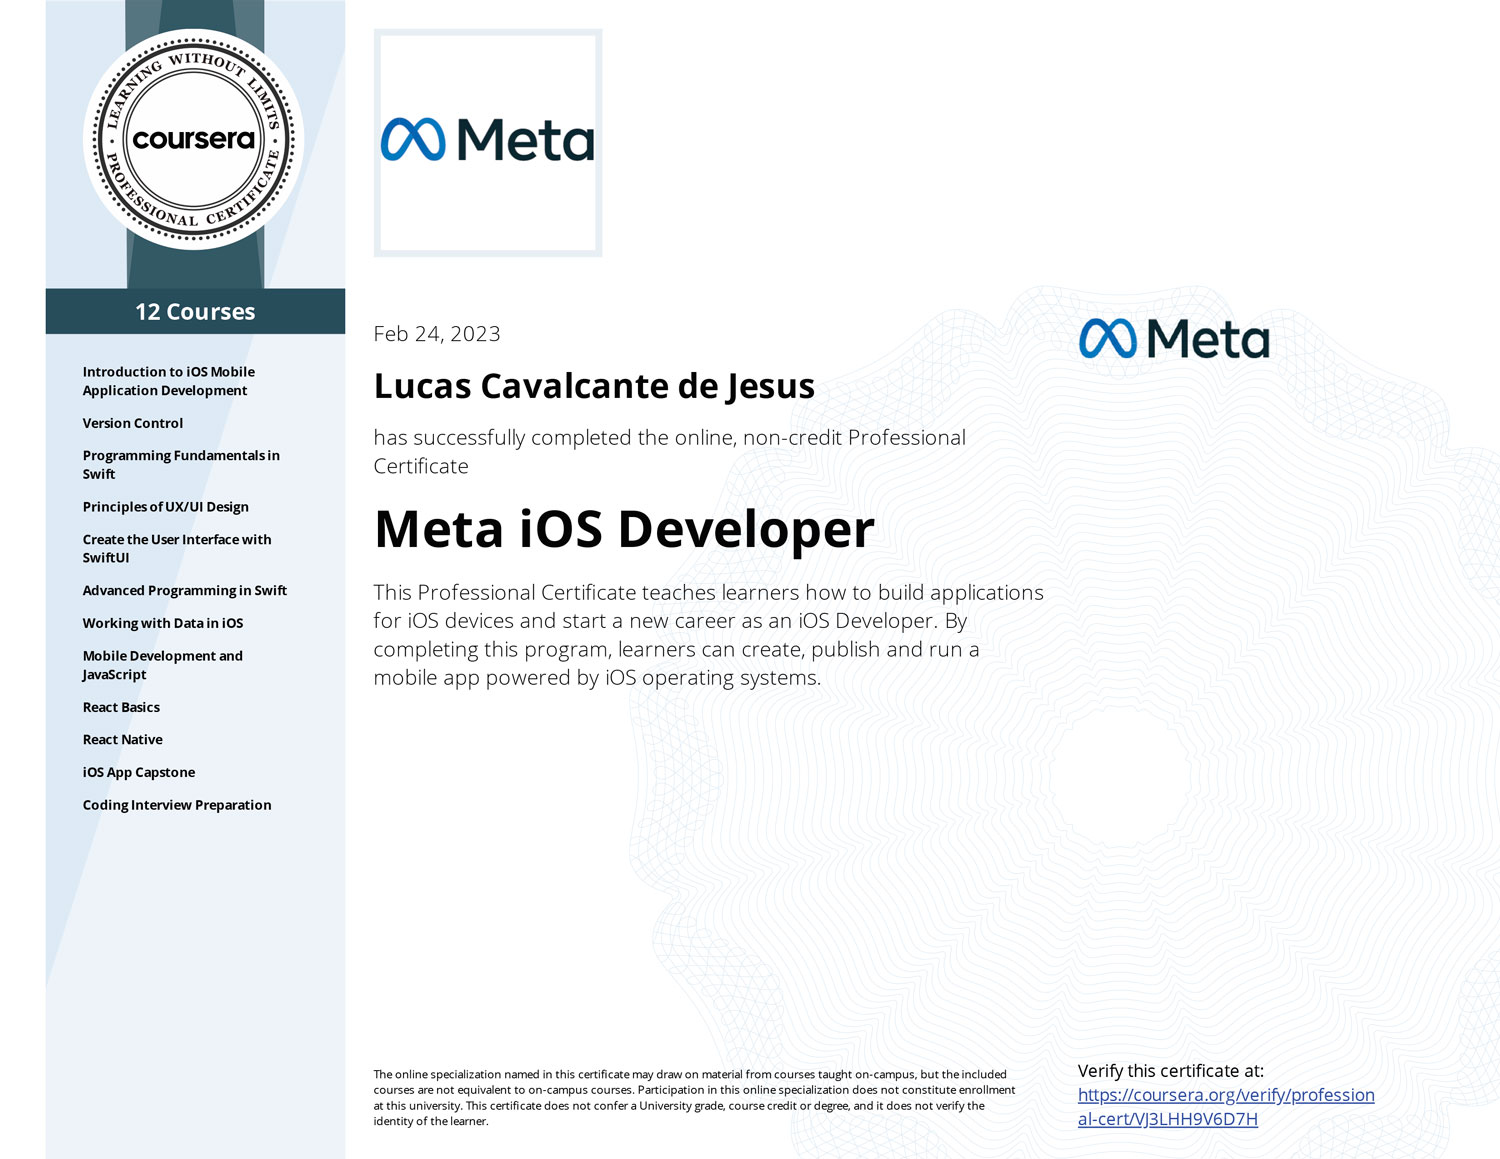 LEARNING WITHOUT LIMITS
coursera
PROFESSIONAL CERTIFICATE
12 Courses
Introduction to iOS Mobile
Application Development
Version Control
Programming Fundamentals in
Swift
Principles of UX/UI Design
Create the User Interface with
SwiftUI
Advanced Programming in Swift
Working with Data in iOS
Mobile Development and
JavaScript
React Basics
React Native
iOS App Capstone
Coding Interview Preparation
Meta
Feb 24, 2023
Lucas Cavalcante de Jesus
has successfully completed the online, non-credit Professional
Certificate
Meta iOS Developer
This Professional Certificate teaches learners how to build applications
for iOS devices and start a new career as an iOS Developer. By
completing this program, learners can create, publish and run a
mobile app powered by iOS operating systems.
Meta
The online specialization named in this certificate may draw on material from courses taught on-campus, but the included
courses are not equivalent to on-campus courses. Participation in this online specialization does not constitute enrollment
at this university. This certificate does not confer a University grade, course credit or degree, and it does not verify the
identity of the learner.
Verify this certificate at:
https://coursera.org/verify/profession
al-cert/VJ3LHH9V6D7H